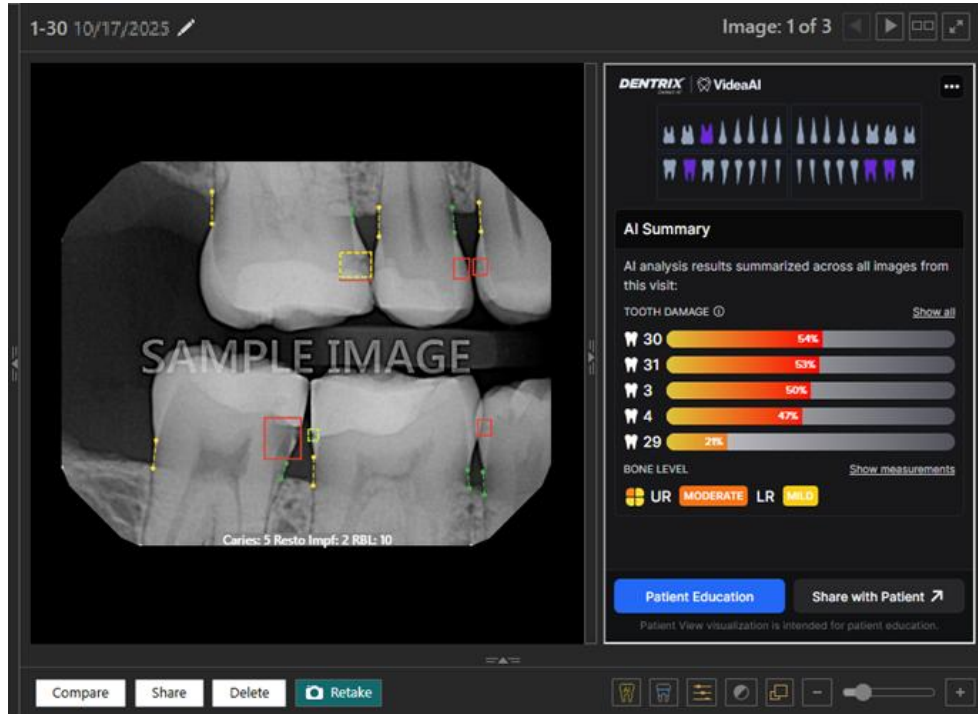 1-30 10/17/2025
Image: 1 of 3
DENTRIX VideaAI
AI Summary
AI analysis results summarized across all images from
this visit:
TOOTH DAMAGE Show all
30 54%
31 53%
3 50%
4 47%
29 21%
BONE LEVEL Show measurements
UR MODERATE LR MILD
Patient Education
Share with Patient
Patient View visualization is intended for patient education.
SAMPLE IMAGE
Caries: 5 Resto Impf: 2 RBL: 10
Compare
Share
Delete
Retake